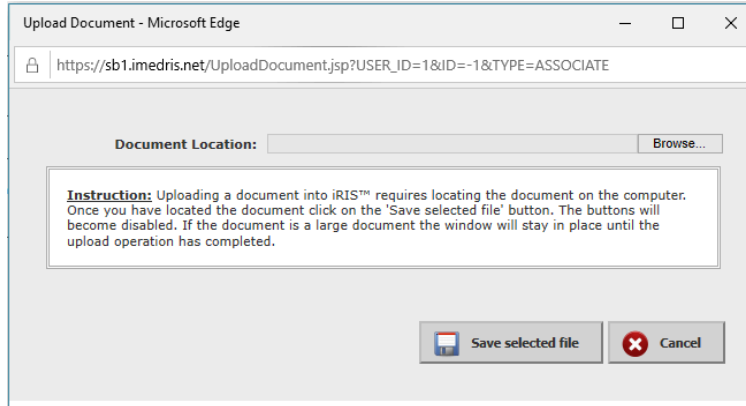 Upload Document - Microsoft Edge
https://sb1.imedris.net/UploadDocument.jsp?USER_ID=1&ID=-1&TYPE=ASSOCIATE
Document Location:
Browse...
Instruction: Uploading a document into iRIS™ requires locating the document on the computer.
Once you have located the document click on the 'Save selected file' button. The buttons will
become disabled. If the document is a large document the window will stay in place until the
upload operation has completed.
Save selected file
Cancel